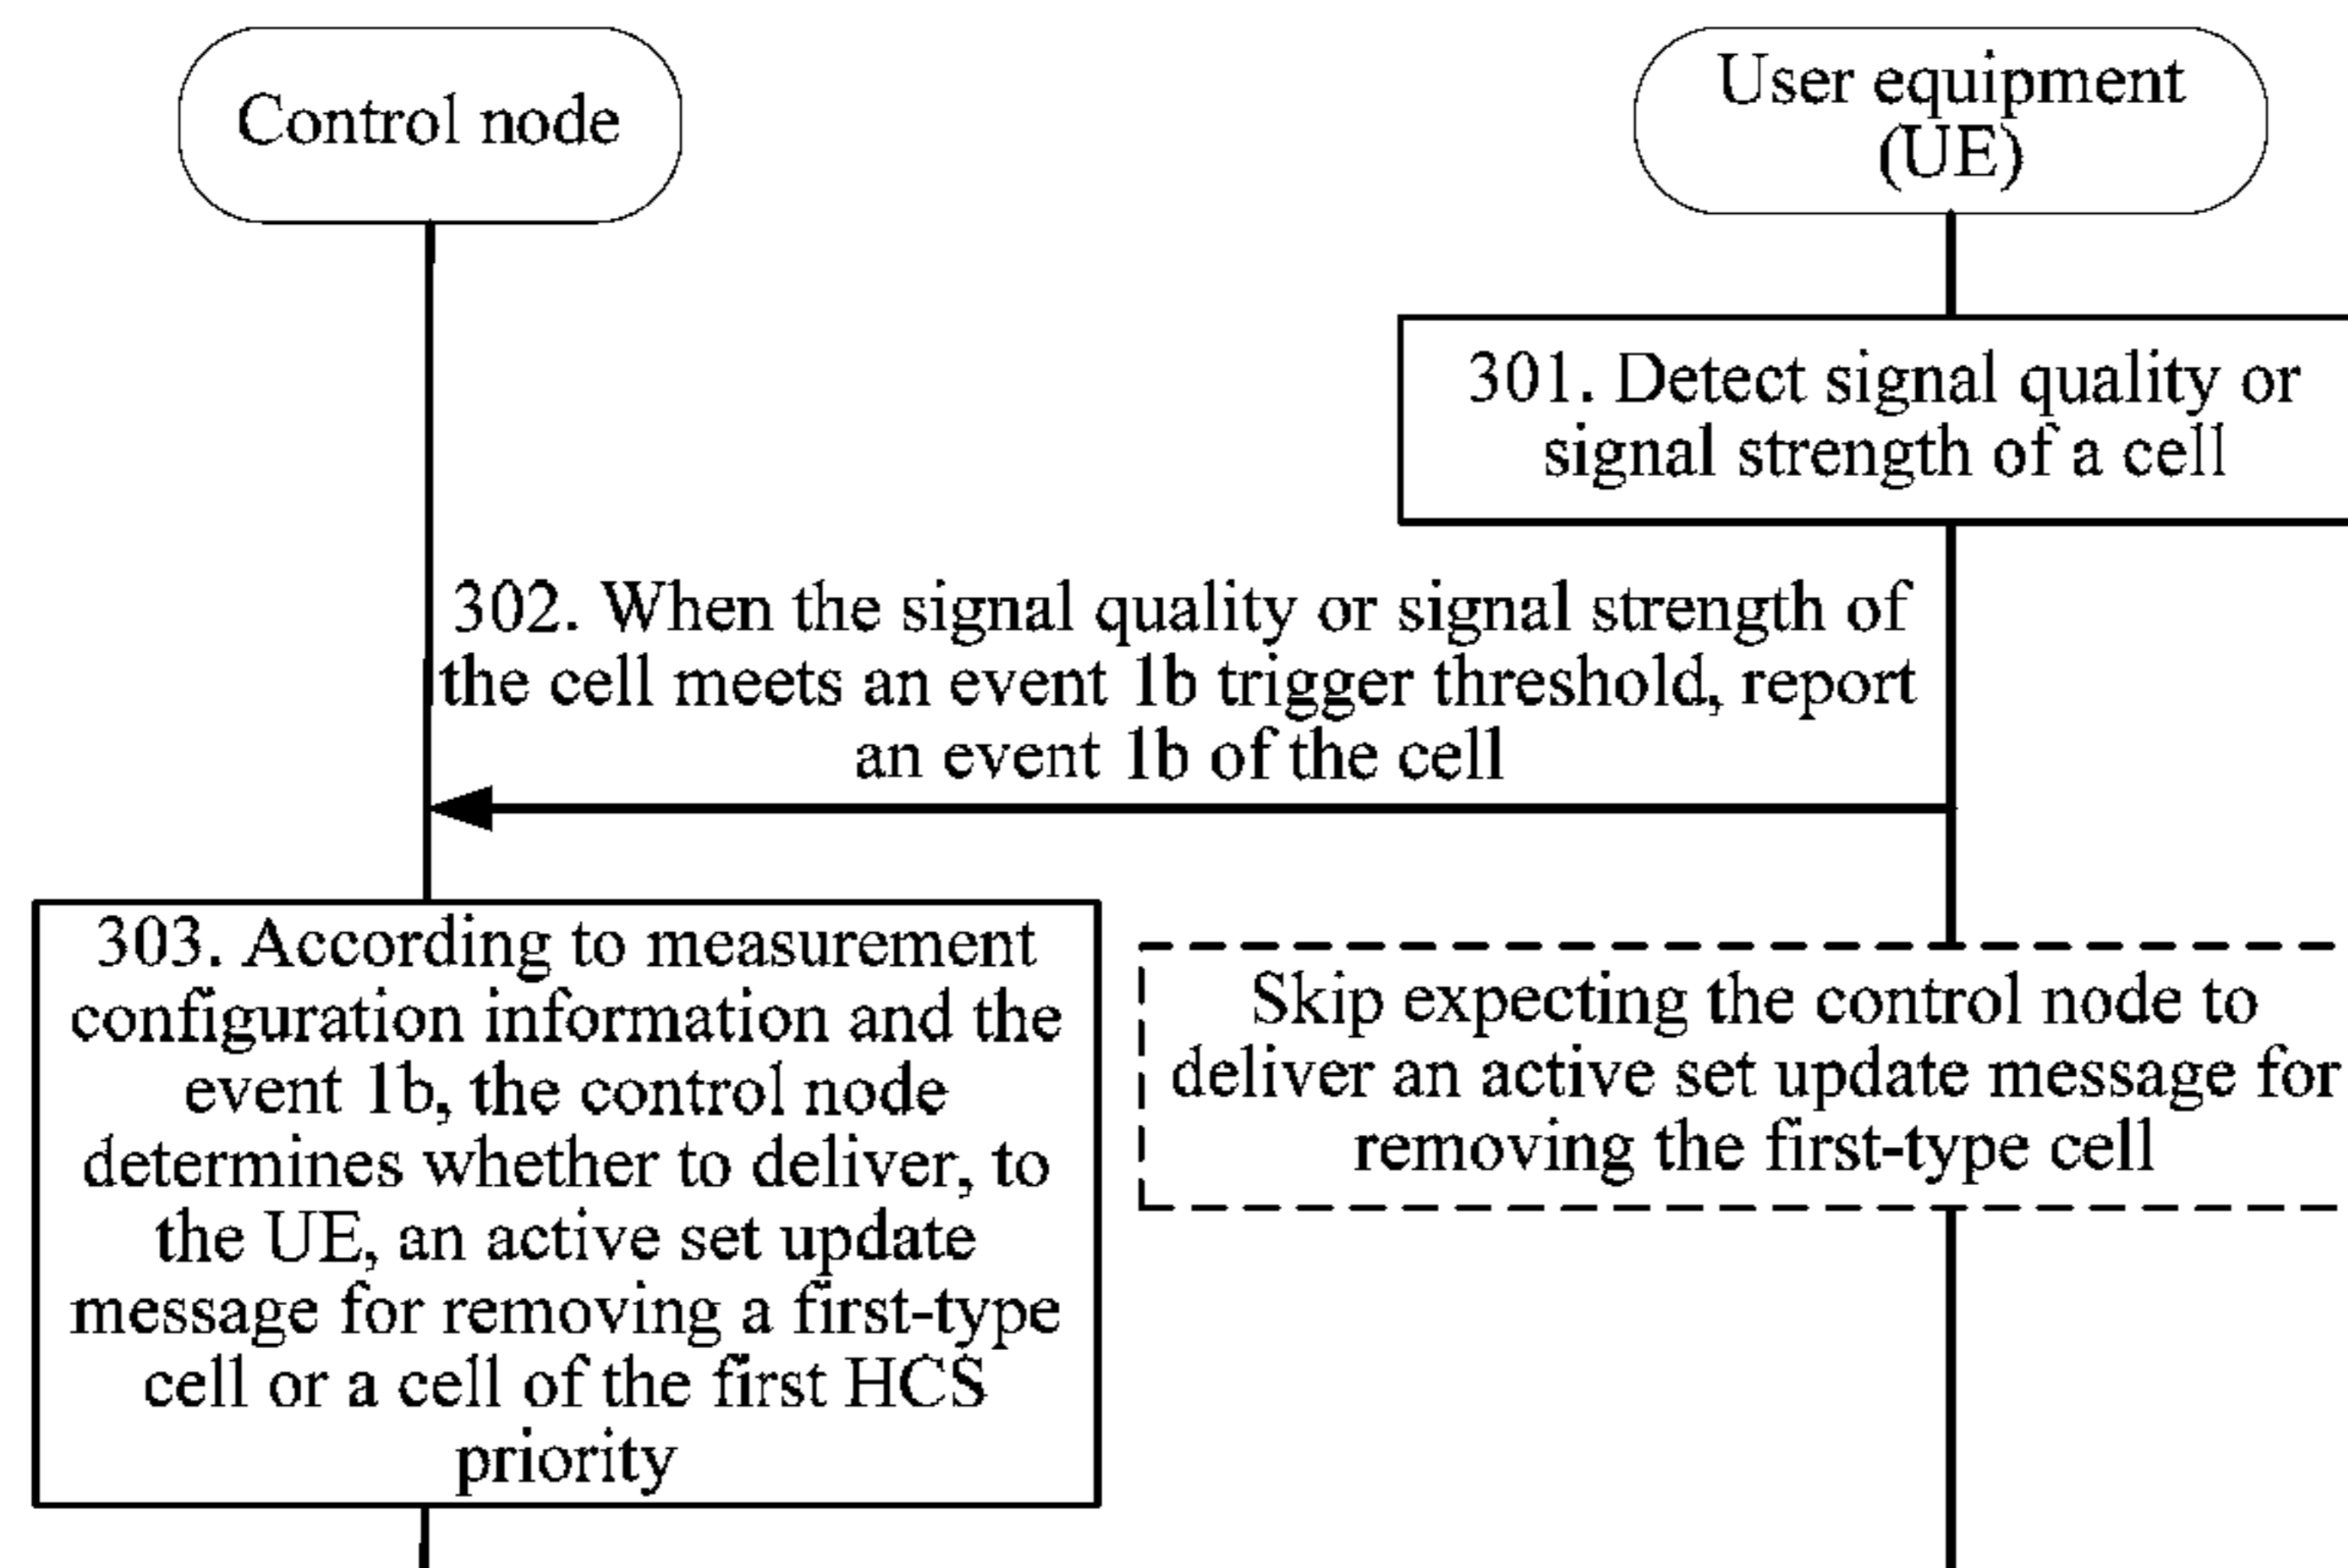 Control node
User equipment
(UE)
301. Detect signal quality or
signal strength of a cell
302. When the signal quality or signal strength of
the cell meets an event 1b trigger threshold, report
an event 1b of the cell
303. According to measurement
configuration information and the
event 1b, the control node
determines whether to deliver, to
the UE, an active set update
message for removing a first-type
cell or a cell of the first HCS
priority
Skip expecting the control node to
deliver an active set update message for
removing the first-type cell